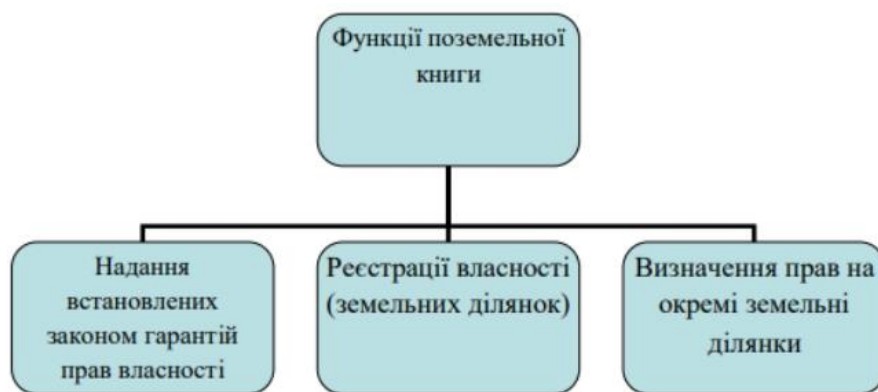 Функції поземельної
книги
Надання
встановлених
законом гарантій
прав власності
Реєстрації власності
(земельних ділянок)
Визначення прав на
окремі земельні
ділянки